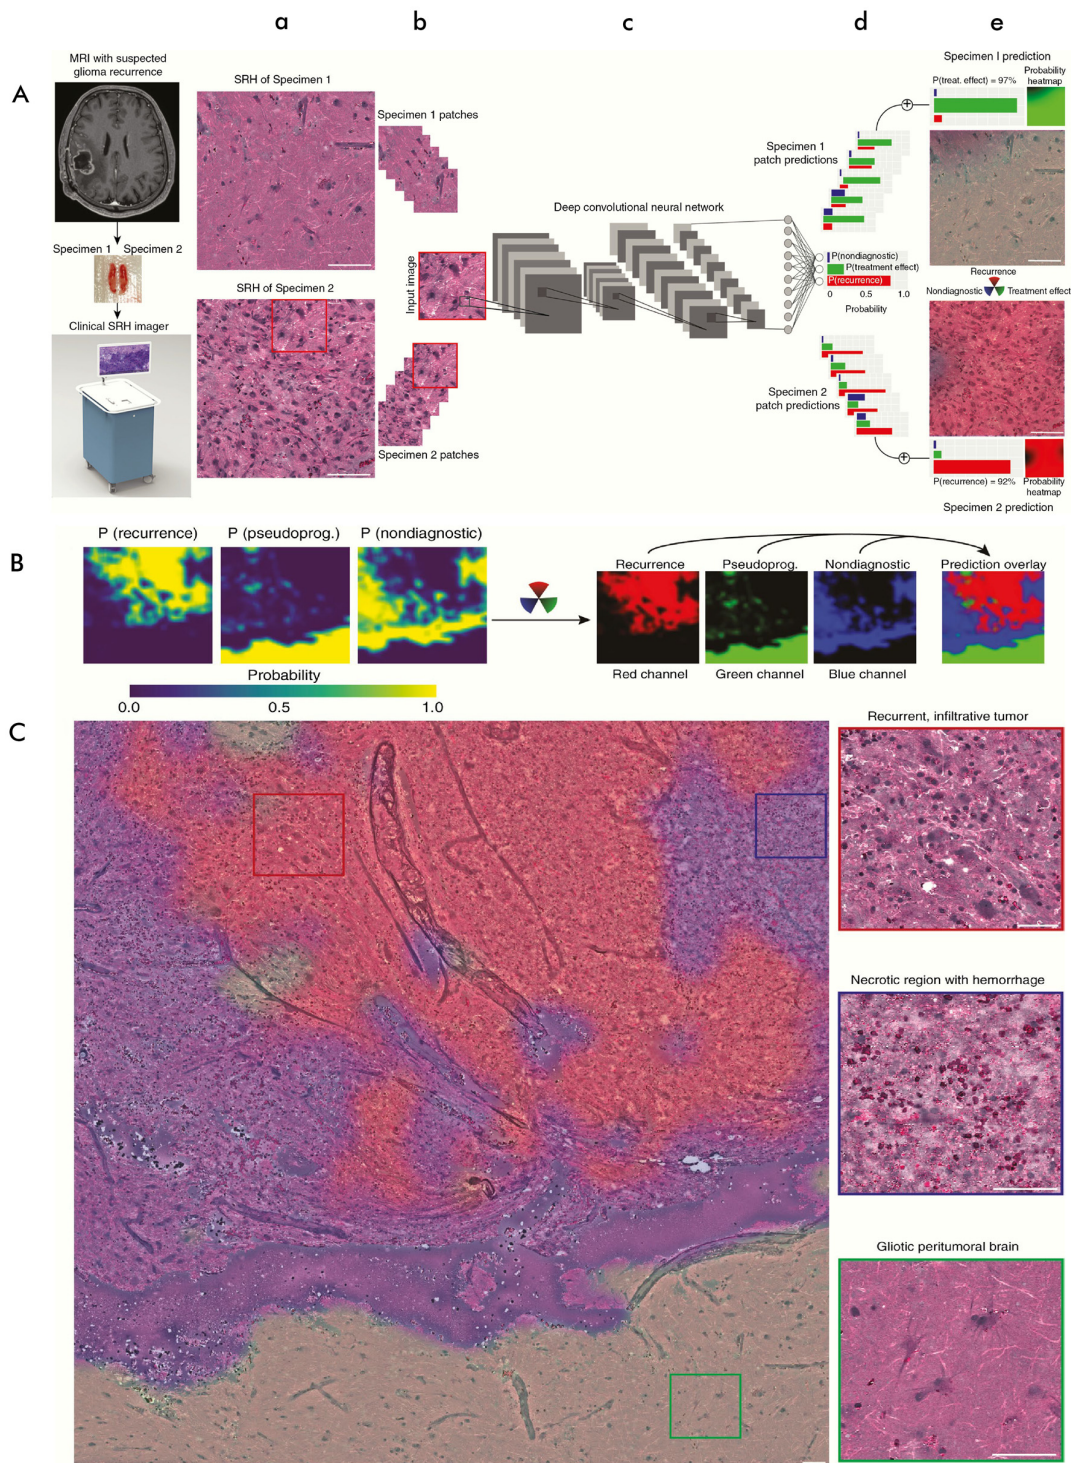 a b c d e
A
MRI with suspected
glioma recurrence
Specimen 1 Specimen 2
Clinical SRH imager
SRH of Specimen 1
SRH of Specimen 2
Specimen 1 patches
Input image
Specimen 2 patches
Deep convolutional neural network
P(nondiagnostic)
P(treatment effect)
P(recurrence)
0 0.5 1.0
Probability
Specimen 1
patch predictions
Specimen 2
patch predictions
Specimen I prediction
P(treat. effect) = 97%
Probability
heatmap
Recurrence
Nondiagnostic Treatment effect
P(recurrence) = 92%
Probability
heatmap
Specimen 2 prediction
B
P (recurrence) P (pseudoprog.) P (nondiagnostic)
Probability
0.0 0.5 1.0
Recurrence Pseudoprog. Nondiagnostic Prediction overlay
Red channel Green channel Blue channel
C
Recurrent, infiltrative tumor
Necrotic region with hemorrhage
Gliotic peritumoral brain